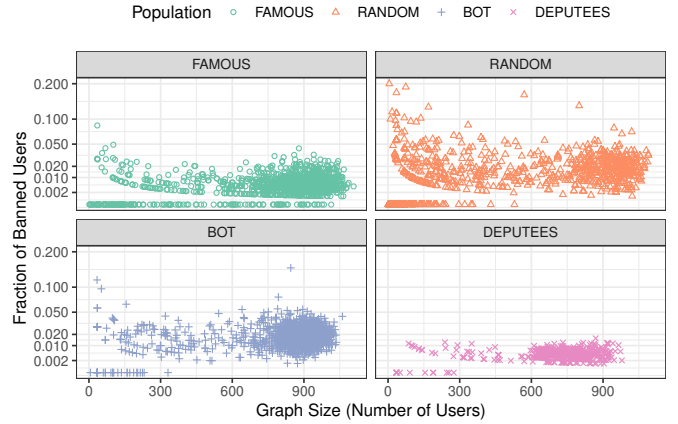 Population FAMOUS RANDOM BOT DEPUTEES
FAMOUS RANDOM
0.200
0.100
0.050
0.020
0.010
0.002
BOT DEPUTEES
0.200
0.100
0.050
0.020
0.010
0.002
0 300 600 900 0 300 600 900
Graph Size (Number of Users)
Fraction of Banned Users